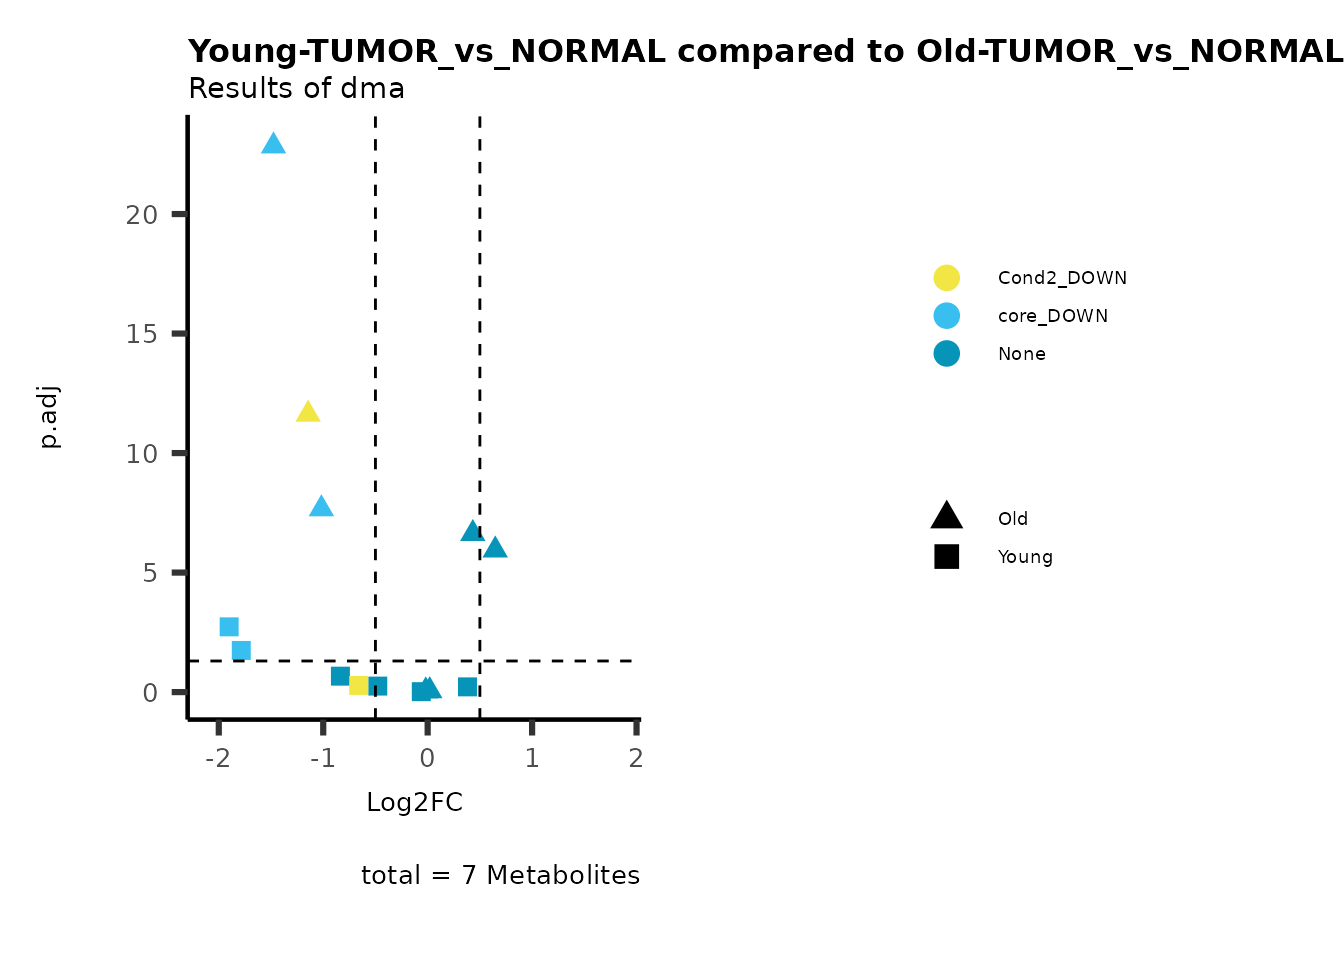 Young-TUMOR_vs_NORMAL compared to Old-TUMOR_vs_NORMAL
Results of dma
p.adj
20
15
10
5
0
-2 -1 0 1 2
Log2FC
total = 7 Metabolites
Cond2_DOWN
core_DOWN
None
Old
Young